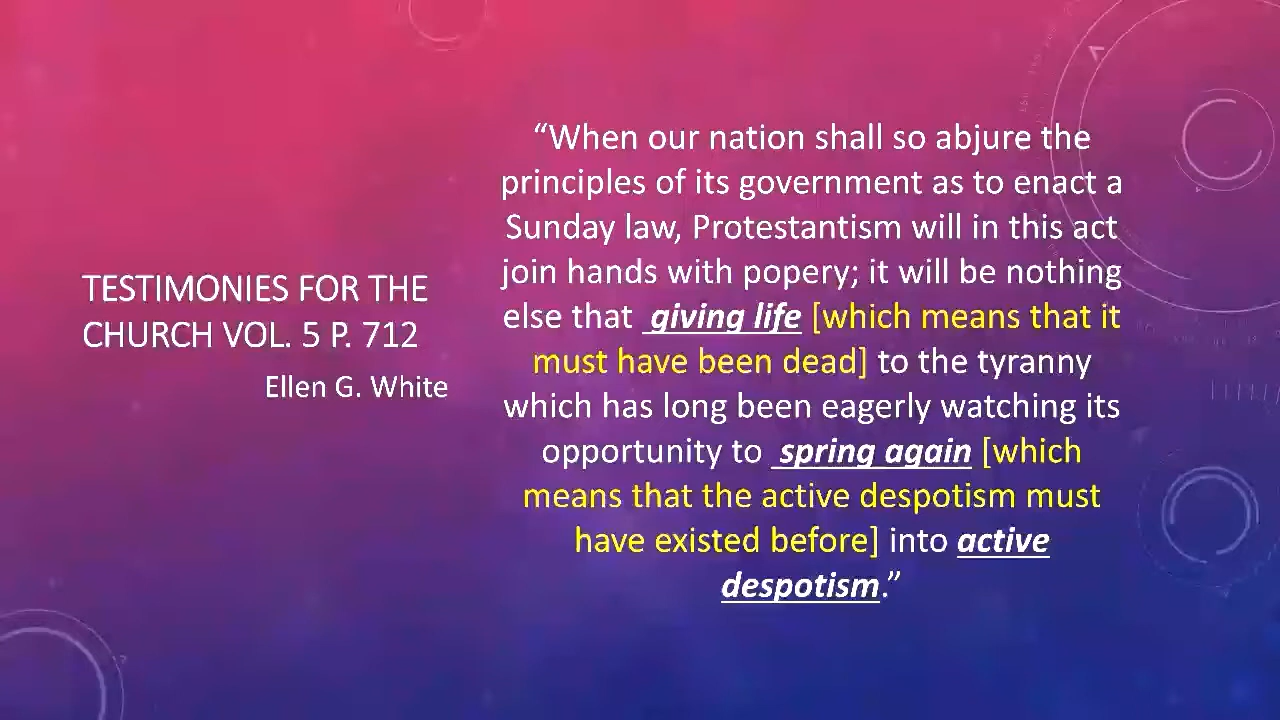 TESTIMONIES FOR THE
CHURCH VOL. 5 P. 712
Ellen G. White
“When our nation shall so abjure the
principles of its government as to enact a
Sunday law, Protestantism will in this act
join hands with popery; it will be nothing
else that giving life [which means that it
must have been dead] to the tyranny
which has long been eagerly watching its
opportunity to spring again [which
means that the active despotism must
have existed before] into active
despotism.”